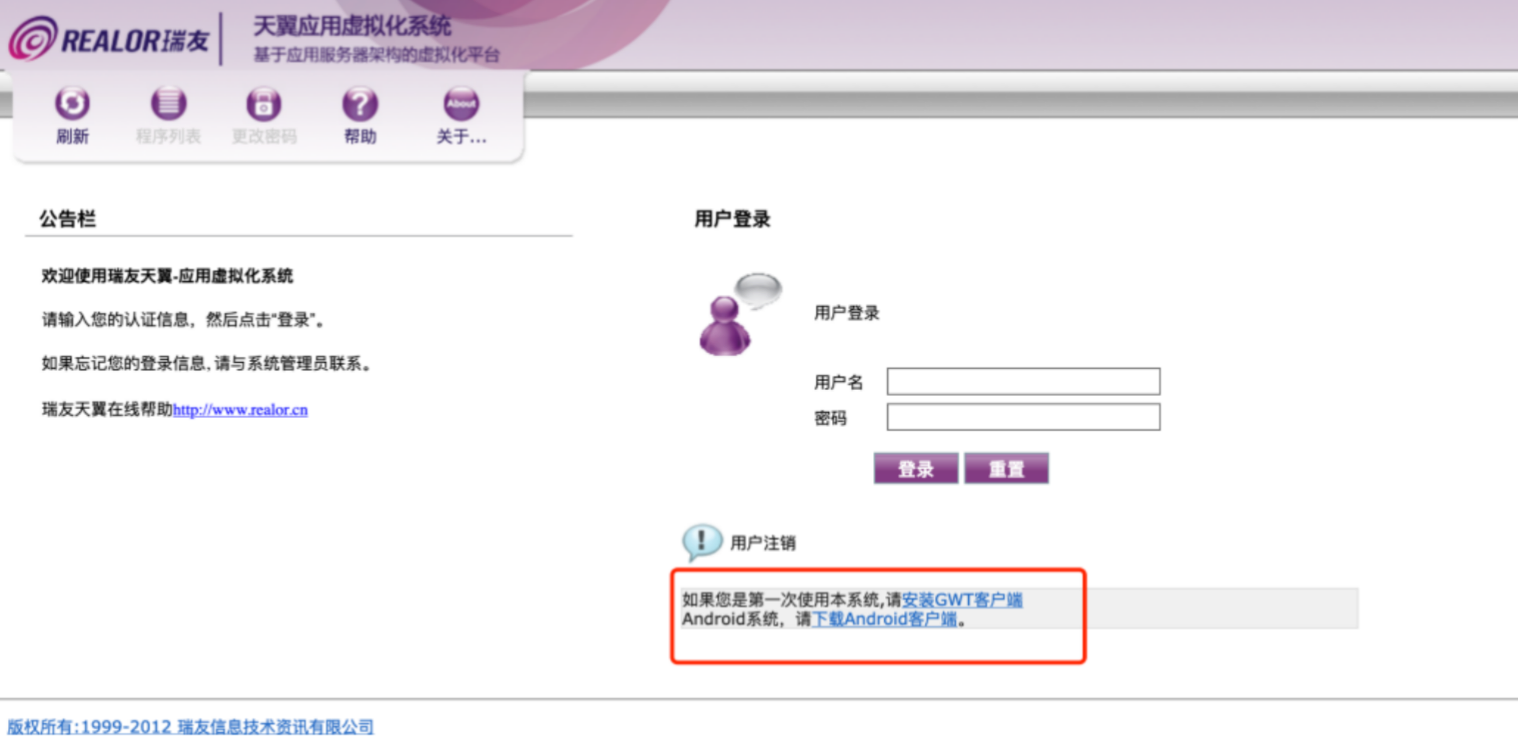 REALOR瑞友
天翼应用虚拟化系统
基于应用服务器架构的虚拟化平台
刷新
程序列表
更改密码
?
帮助
About
关于...
公告栏
欢迎使用瑞友天翼-应用虚拟化系统
请输入您的认证信息，然后点击“登录”。
如果忘记您的登录信息,请与系统管理员联系。
瑞友天翼在线帮助http://www.realor.cn
用户登录
用户登录
用户名
密码
登录
重置
!
用户注销
如果您是第一次使用本系统,请安装GWT客户端
Android系统，请下载Android客户端。
版权所有:1999-2012 瑞友信息技术资讯有限公司